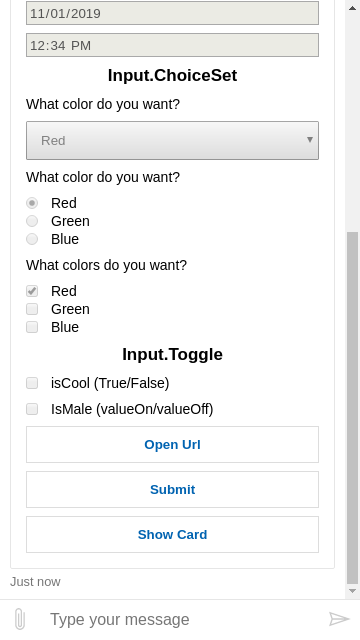 11/01/2019
12:34 PM
Input.ChoiceSet
What color do you want?
Red
What color do you want?
Red
Green
Blue
What colors do you want?
Red
Green
Blue
Input.Toggle
isCool (True/False)
IsMale (valueOn/valueOff)
Open Url
Submit
Show Card
Just now
Type your message